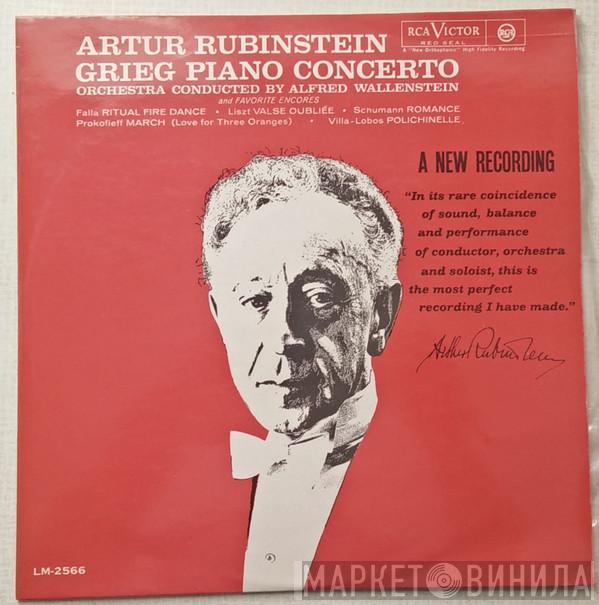 ARTUR RUBINSTEIN
GRIEG PIANO CONCERTO
ORCHESTRA CONDUCTED BY ALFRED WALLENSTEIN
and FAVORITE ENCORES
Falla RITUAL FIRE DANCE • Liszt VALSE OUBLIÉE • Schumann ROMANCE
Prokofieff MARCH (Love for Three Oranges) • Villa-Lobos POLICHINELLE
RCA VICTOR
RED SEAL
RCA
A "New Orthophonic" High Fidelity Recording
A NEW RECORDING
"In its rare coincidence
of sound, balance
and performance
of conductor, orchestra
and soloist, this is
the most perfect
recording I have made."
Arthur Rubinstein
LM-2566
МАРКЕТ ВИНИЛА